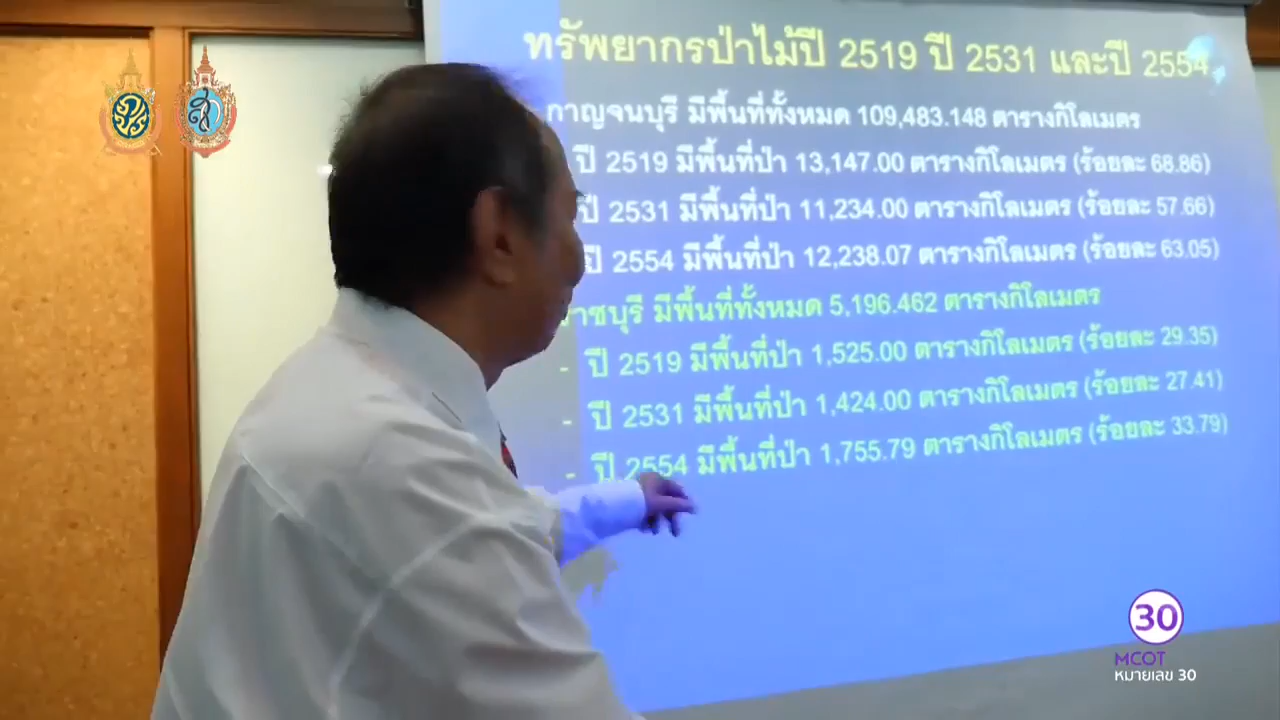 ทรัพยากรป่าไม้ปี 2519 ปี 2531 และปี 2554
กาญจนบุรี มีพื้นที่ทั้งหมด 109,483.148 ตารางกิโลเมตร
ปี 2519 มีพื้นที่ป่า 13,147.00 ตารางกิโลเมตร (ร้อยละ 68.86)
ปี 2531 มีพื้นที่ป่า 11,234.00 ตารางกิโลเมตร (ร้อยละ 57.66)
ปี 2554 มีพื้นที่ป่า 12,238.07 ตารางกิโลเมตร (ร้อยละ 63.05)
ราชบุรี มีพื้นที่ทั้งหมด 5,196.462 ตารางกิโลเมตร
- ปี 2519 มีพื้นที่ป่า 1,525.00 ตารางกิโลเมตร (ร้อยละ 29.35)
- ปี 2531 มีพื้นที่ป่า 1,424.00 ตารางกิโลเมตร (ร้อยละ 27.41)
- ปี 2554 มีพื้นที่ป่า 1,755.79 ตารางกิโลเมตร (ร้อยละ 33.79)
30
MCOT
หมายเลข 30